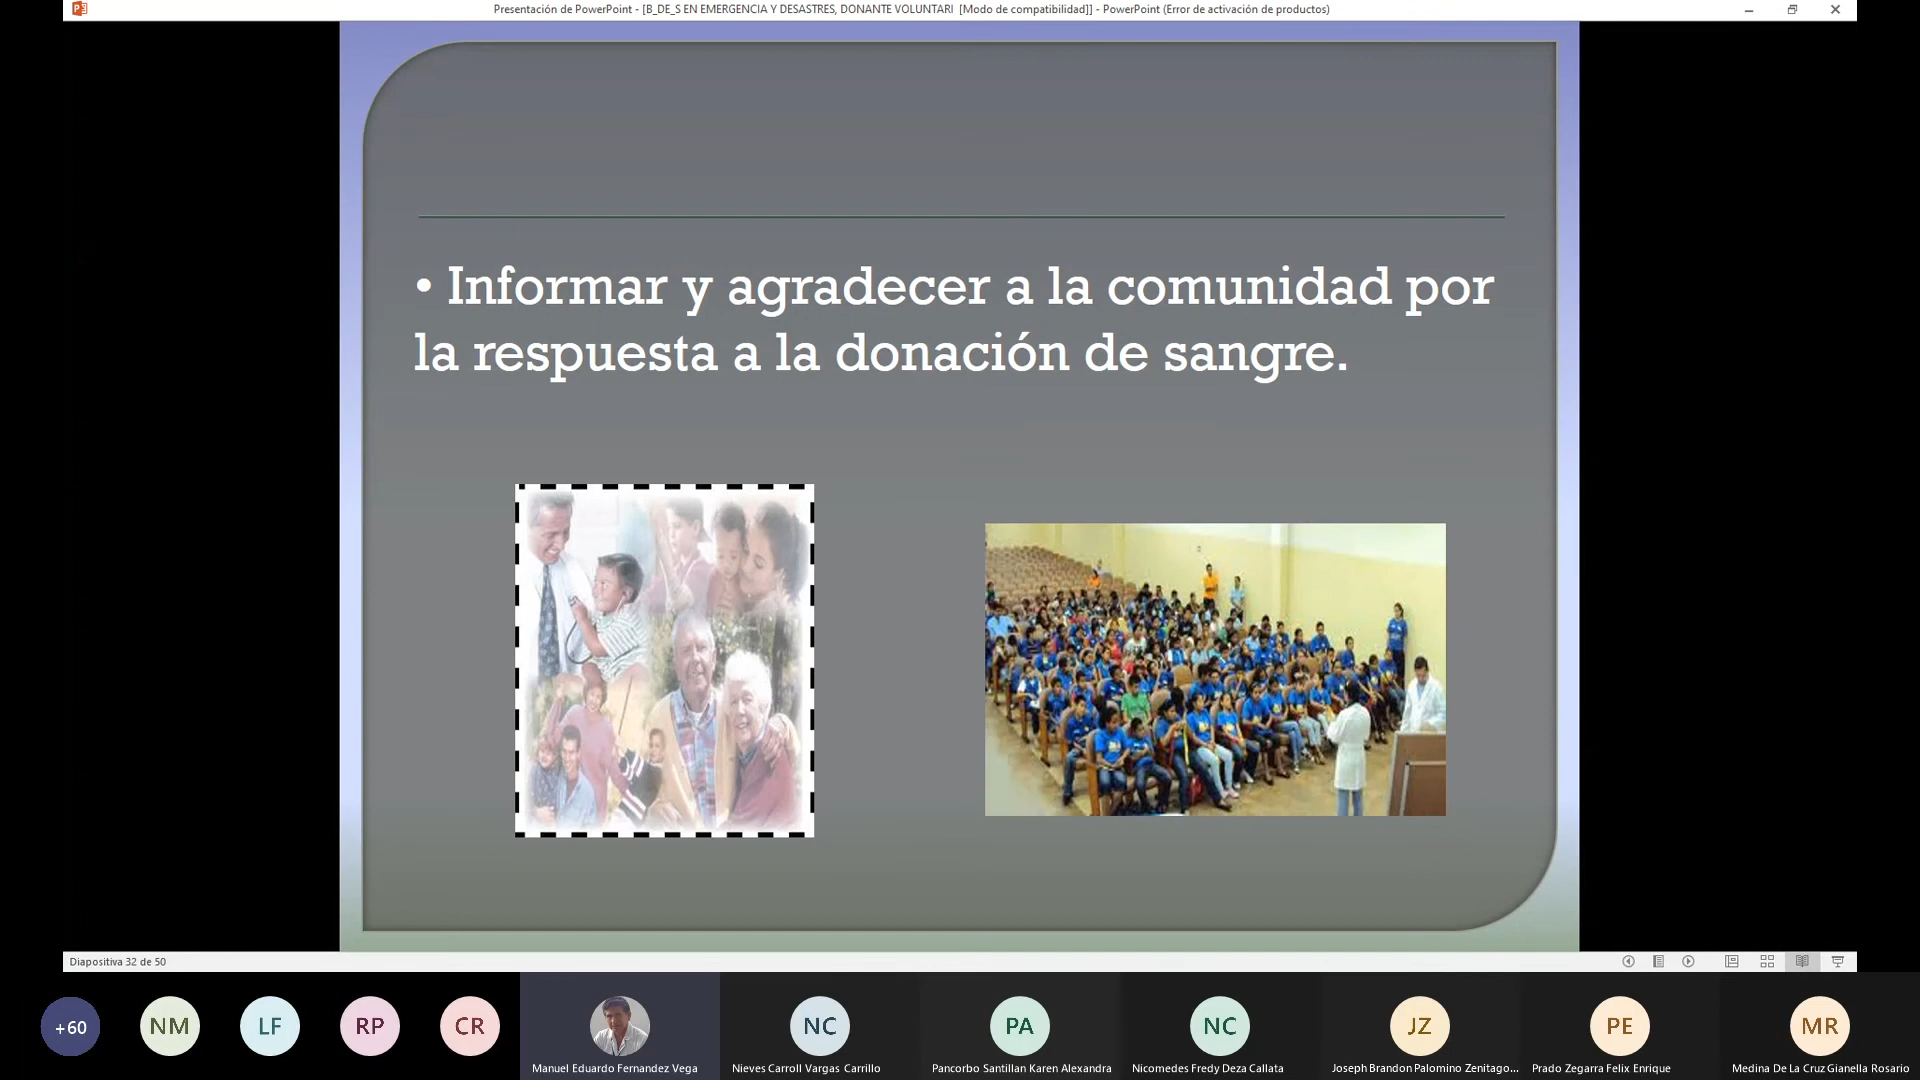 Presentación de PowerPoint - [B_DE_S EN EMERGENCIA Y DESASTRES, DONANTE VOLUNTARI [Modo de compatibilidad]] - PowerPoint (Error de activación de productos)
• Informar y agradecer a la comunidad por
la respuesta a la donación de sangre.
Diapositiva 32 de 50
+60
NM
LF
RP
CR
NC
PA
NC
JZ
PE
MR
Manuel Eduardo Fernandez Vega
Nieves Carroll Vargas Carrillo
Pancorbo Santillan Karen Alexandra
Nicomedes Fredy Deza Callata
Joseph Brandon Palomino Zenitago...
Prado Zegarra Felix Enrique
Medina De La Cruz Gianella Rosario